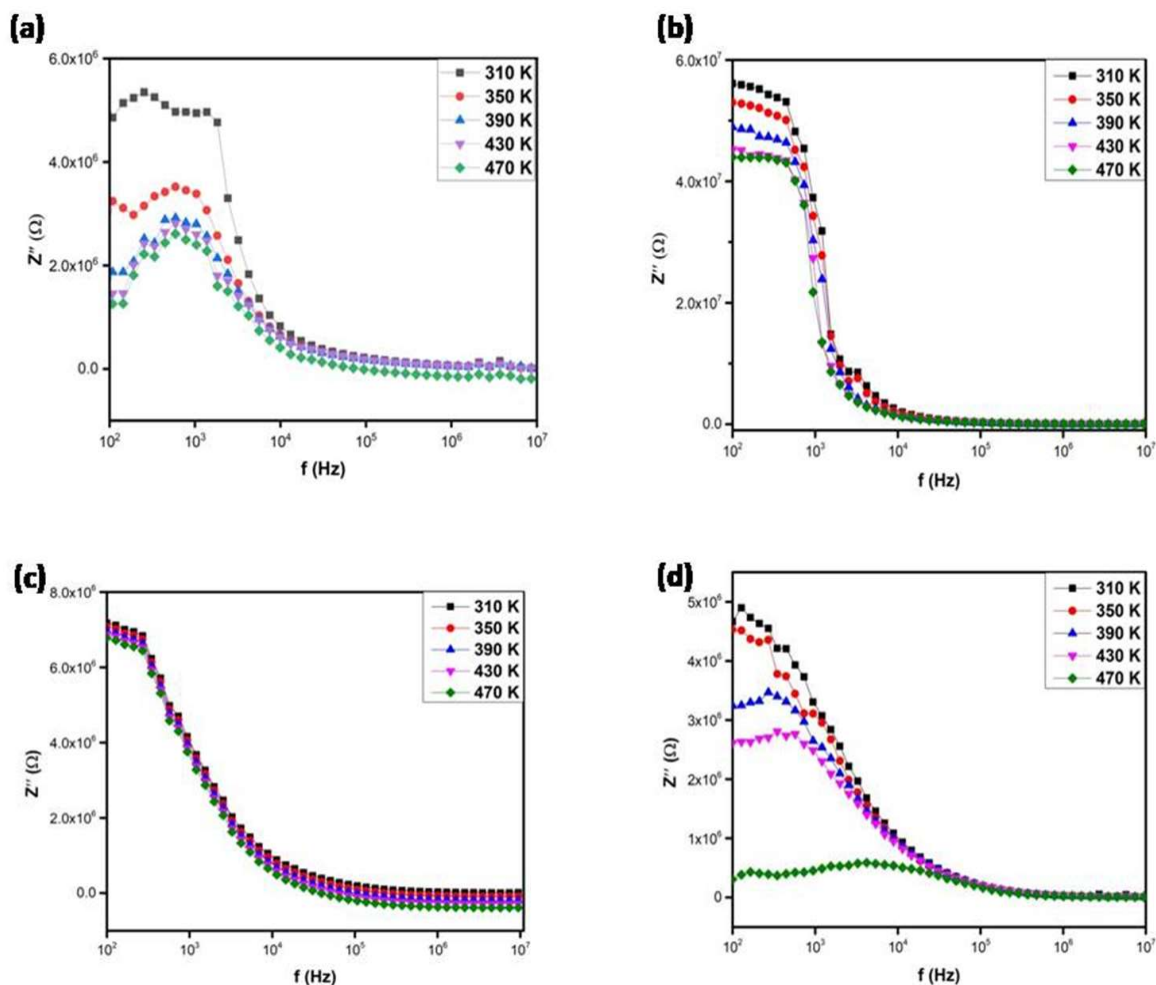 (a)
6.0x10⁶
4.0x10⁶
2.0x10⁶
0.0
Z'' (Ω)
10² 10³ 10⁴ 10⁵ 10⁶ 10⁷
f (Hz)
310 K
350 K
390 K
430 K
470 K
(b)
6.0x10⁷
4.0x10⁷
2.0x10⁷
0.0
Z'' (Ω)
10² 10³ 10⁴ 10⁵ 10⁶ 10⁷
f (Hz)
310 K
350 K
390 K
430 K
470 K
(c)
8.0x10⁶
6.0x10⁶
4.0x10⁶
2.0x10⁶
0.0
Z'' (Ω)
10² 10³ 10⁴ 10⁵ 10⁶ 10⁷
f (Hz)
310 K
350 K
390 K
430 K
470 K
(d)
5x10⁶
4x10⁶
3x10⁶
2x10⁶
1x10⁶
0
Z'' (Ω)
10² 10³ 10⁴ 10⁵ 10⁶ 10⁷
f (Hz)
310 K
350 K
390 K
430 K
470 K